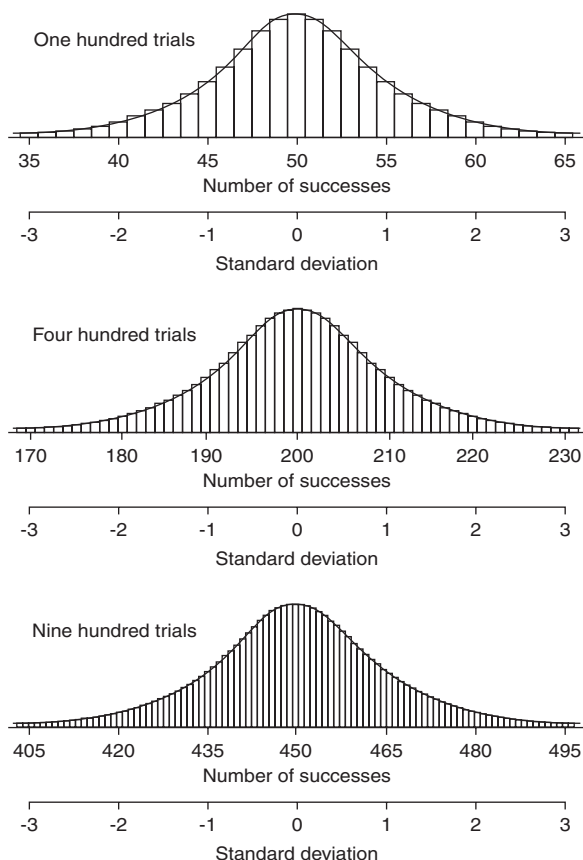 One hundred trials
35 40 45 50 55 60 65
Number of successes
-3 -2 -1 0 1 2 3
Standard deviation
Four hundred trials
170 180 190 200 210 220 230
Number of successes
-3 -2 -1 0 1 2 3
Standard deviation
Nine hundred trials
405 420 435 450 465 480 495
Number of successes
-3 -2 -1 0 1 2 3
Standard deviation